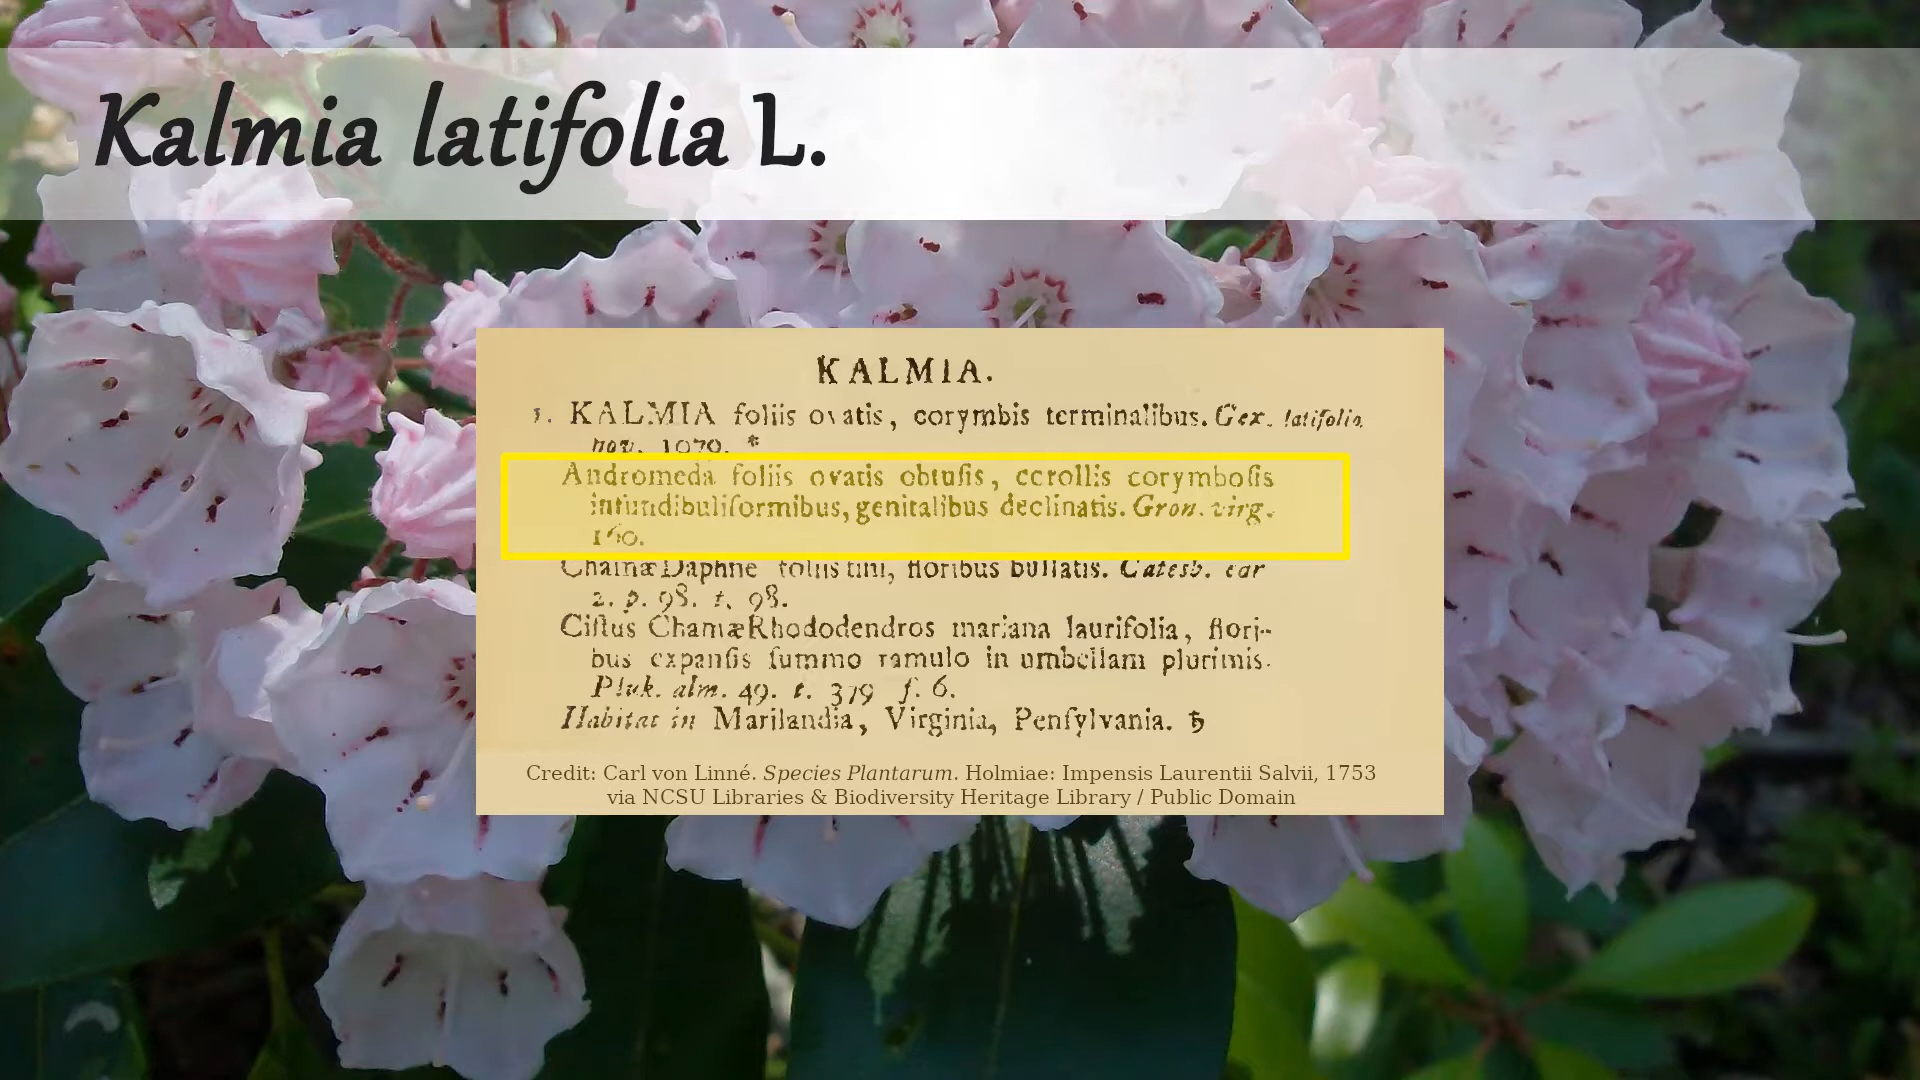 Kalmia latifolia L.
KALMIA.
1. KALMIA foliis ovatis, corymbis terminalibus. Gex. latifolia.
nov. 1079. *
Andromeda foliis ovatis obtuſis, corollis corymboſis
infundibuliformibus, genitalibus declinatis. Gron. virg.
160.
ChamæDaphne foliis tini, floribus bullatis. Catesb. car
2. p. 98. t. 98.
Ciſtus ChamæRhododendros mariana laurifolia, flori-
bus expanſis ſummo ramulo in umbellam plurimis.
Pluk. alm. 49. t. 379 f. 6.
Habitat in Marilandia, Virginia, Penſylvania. ♄
Credit: Carl von Linné. Species Plantarum. Holmiae: Impensis Laurentii Salvii, 1753
via NCSU Libraries & Biodiversity Heritage Library / Public Domain